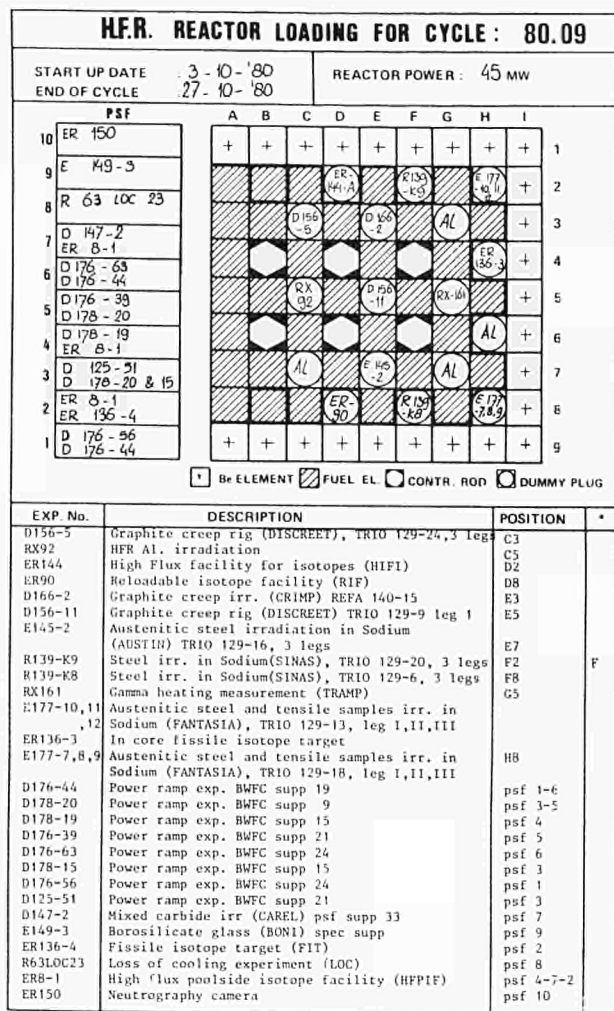 H.F.R. REACTOR LOADING FOR CYCLE: 80.09
START UP DATE 3-10-'80
END OF CYCLE 27-10-'80
REACTOR POWER: 45 MW
PSF
10 ER 150
9 E 149-3
8 R 63 LOC 23
7 D 147-2
ER 8-1
6 D 176-63
D 176-44
5 D 176-39
D 178-20
4 D 178-19
ER 8-1
3 D 125-51
D 178-20 & 15
2 ER 8-1
ER 136-4
1 D 176-56
D 176-44
A B C D E F G H I
+ + + + + + + + + 1
ER-144-A R139-K9 E 177-10,11 + 2
D156-5 D166-2 AL + 3
ER 136-3 + 4
RX 92 D156-11 RX-161 + 5
AL + 6
AL E 145-2 AL + 7
ER-90 R139-K8 E 177-7,8,9 + 8
+ + + + + + + + + 9
+ Be ELEMENT FUEL EL. CONTR. ROD DUMMY PLUG
EXP. No. DESCRIPTION POSITION *
D156-5 Graphite creep rig (DISCREET), TRIO 129-24,3 legs C3
RX92 HFR Al. irradiation C5
ER144 High Flux facility for isotopes (HIFI) D2
ER90 Reloadable isotope facility (RIF) D8
D166-2 Graphite creep irr. (CRIMP) REFA 140-15 E3
D156-11 Graphite creep rig (DISCREET) TRIO 129-9 leg 1 E5
E145-2 Austenitic steel irradiation in Sodium
(AUSTIN) TRIO 129-16, 3 legs E7
R139-K9 Steel irr. in Sodium(SINAS), TRIO 129-20, 3 legs F2 F
R139-K8 Steel irr. in Sodium(SINAS), TRIO 129-6, 3 legs F8
RX161 Gamma heating measurement (TRAMP) G5
E177-10,11 Austenitic steel and tensile samples irr. in
,12 Sodium (FANTASIA), TRIO 129-13, leg I,II,III
ER136-3 In core fissile isotope target
E177-7,8,9 Austenitic steel and tensile samples irr. in H8
Sodium (FANTASIA), TRIO 129-18, leg I,II,III
D176-44 Power ramp exp. BWFC supp 19 psf 1-6
D178-20 Power ramp exp. BWFC supp 9 psf 3-5
D178-19 Power ramp exp. BWFC supp 15 psf 4
D176-39 Power ramp exp. BWFC supp 21 psf 5
D176-63 Power ramp exp. BWFC supp 24 psf 6
D178-15 Power ramp exp. BWFC supp 15 psf 3
D176-56 Power ramp exp. BWFC supp 24 psf 1
D125-51 Power ramp exp. BWFC supp 21 psf 3
D147-2 Mixed carbide irr (CAREL) psf supp 33 psf 7
E149-3 Borosilicate glass (BONI) spec supp psf 9
ER136-4 Fissile isotope target (FIT) psf 2
R63LOC23 Loss of cooling experiment (LOC) psf 8
ER8-1 High flux poolside isotope facility (HFPIF) psf 4-7-2
ER150 Neutrography camera psf 10